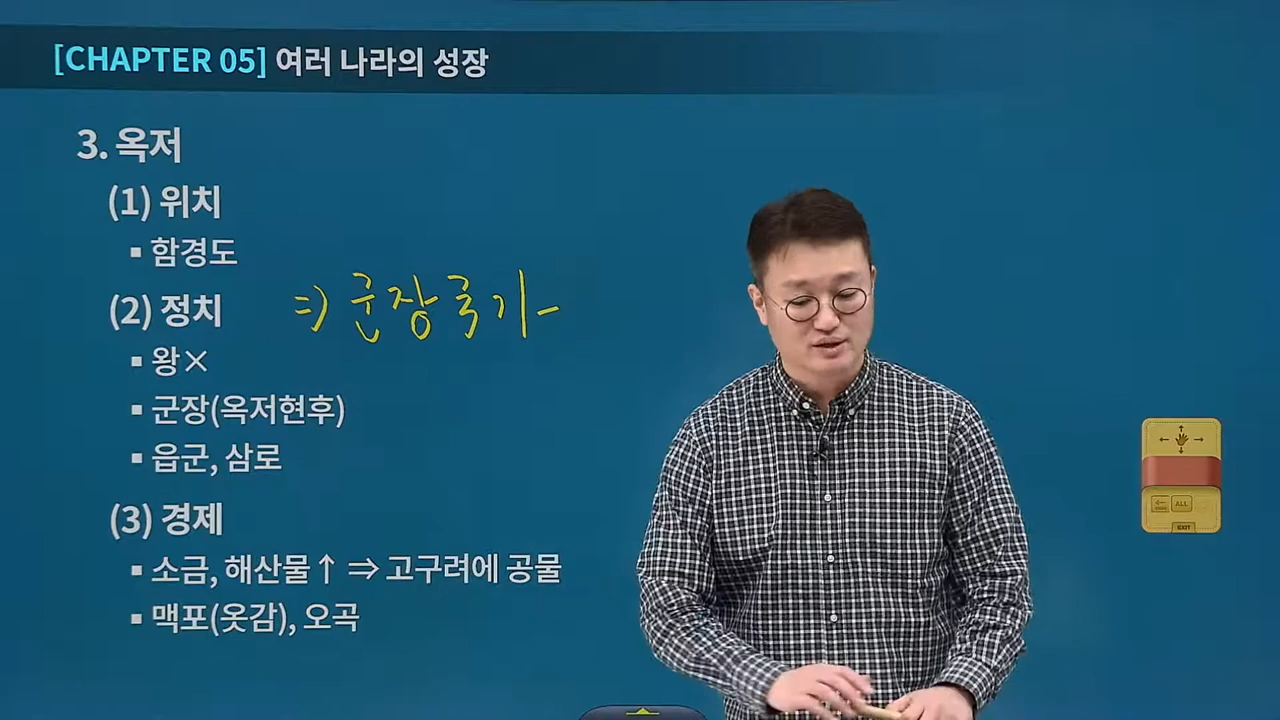 [CHAPTER 05] 여러 나라의 성장
3. 옥저
(1) 위치
▪ 함경도
(2) 정치 ⇒ 군장국가-
▪ 왕×
▪ 군장(옥저현후)
▪ 읍군, 삼로
(3) 경제
▪ 소금, 해산물↑ ⇒ 고구려에 공물
▪ 맥포(옷감), 오곡
ALL
EXIT